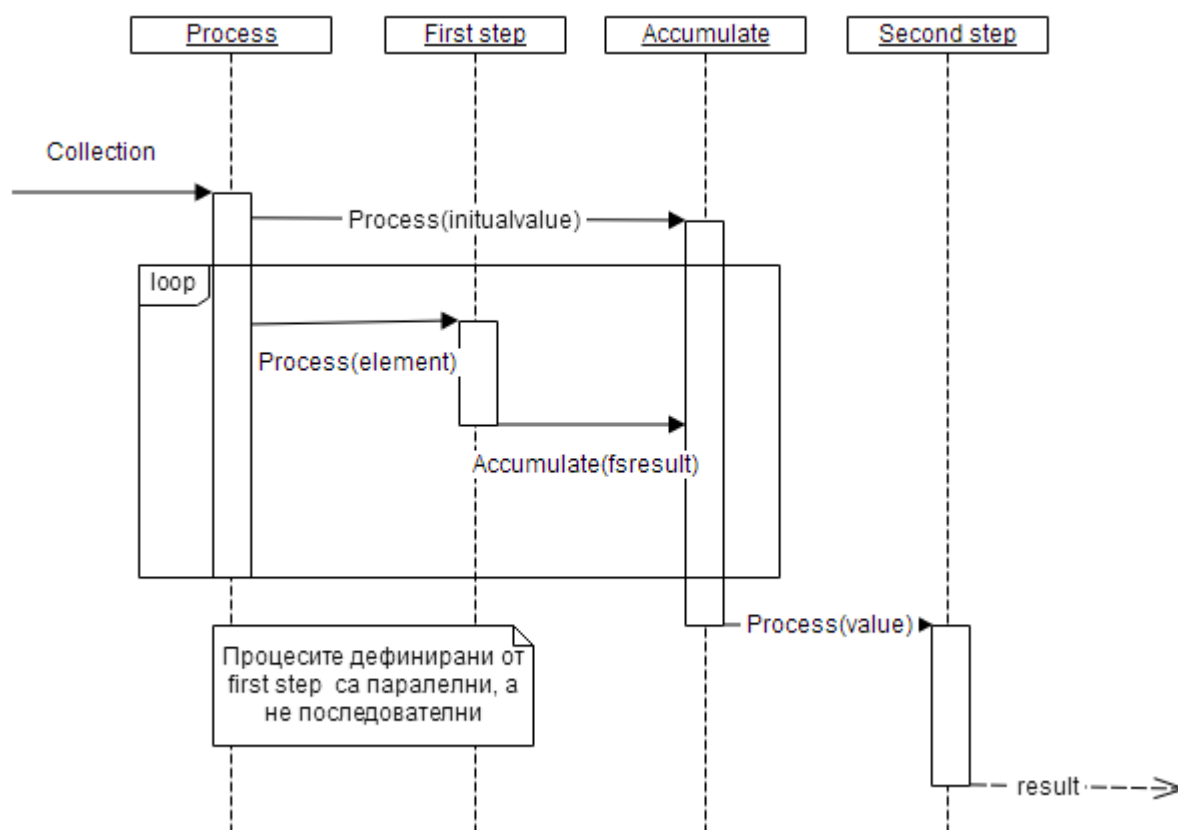 Process
First step
Accumulate
Second step
Collection
Process(initualvalue)
loop
Process(element)
Accumulate(fsresult)
Process(value)
Процесите дефинирани от
first step са паралелни, а
не последователни
result